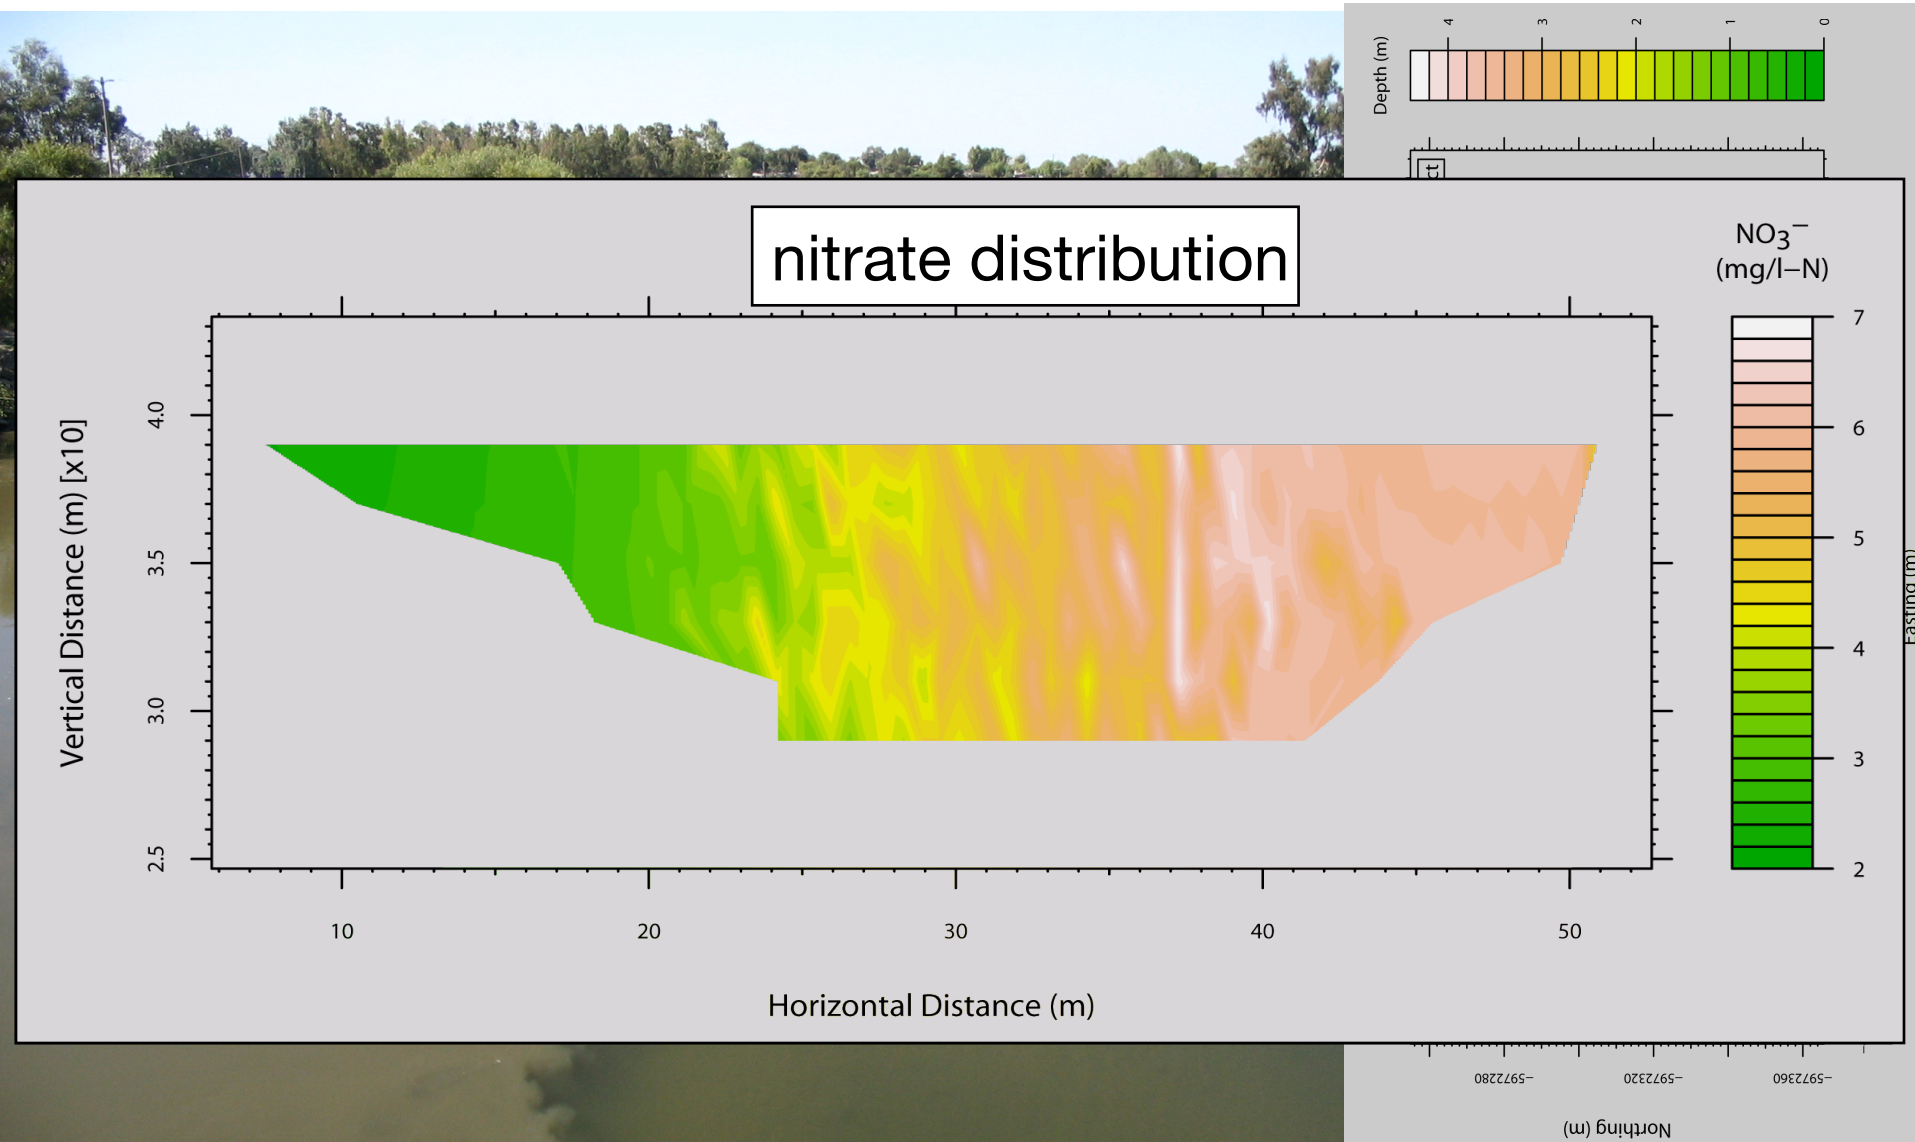 Depth (m)
4
3
2
1
0
ct
nitrate distribution
NO₃⁻
(mg/l–N)
7
6
5
4
3
2
Vertical Distance (m) [x10]
4.0
3.5
3.0
2.5
10
20
30
40
50
Horizontal Distance (m)
Easting (m)
−5972280
−5972320
−5972360
Northing (m)